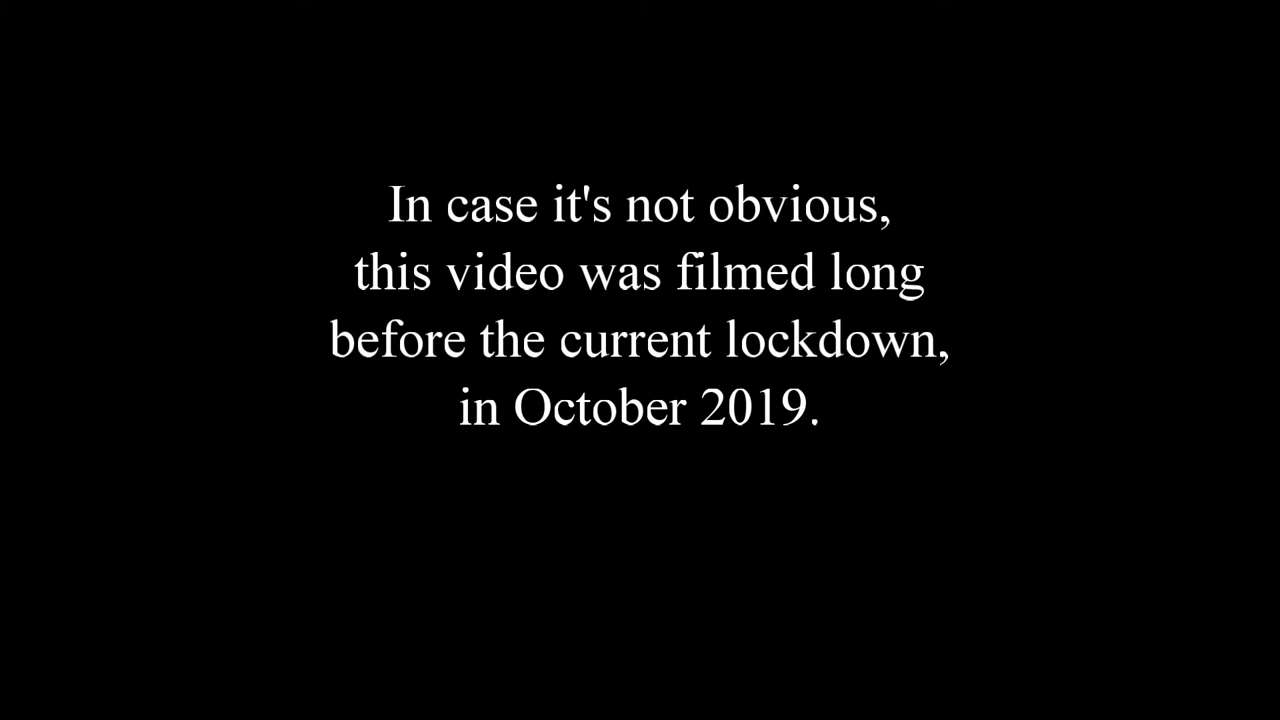 In case it's not obvious,
this video was filmed long
before the current lockdown,
in October 2019.